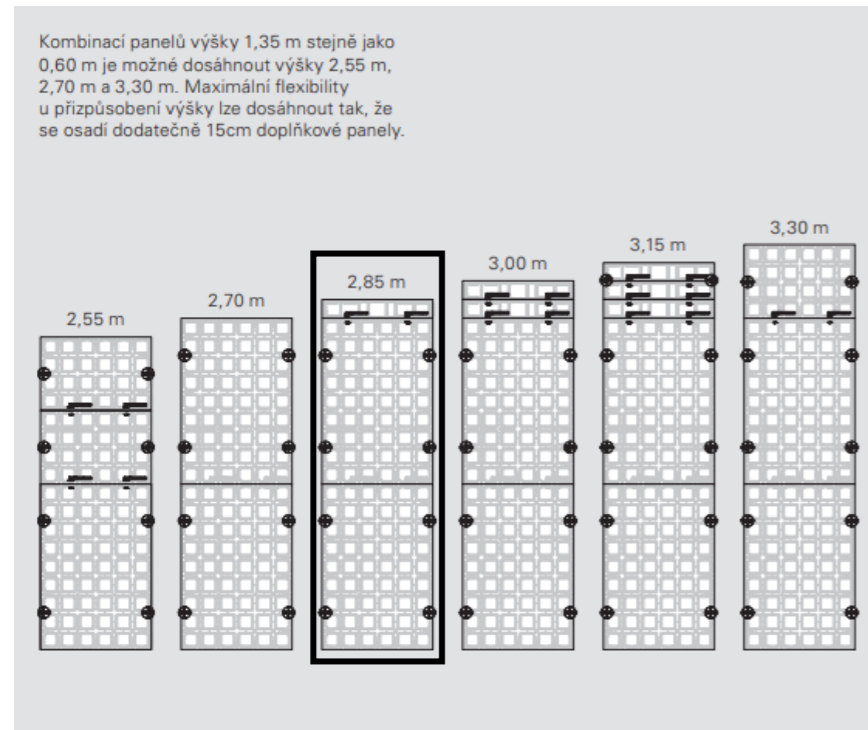 Kombinací panelů výšky 1,35 m stejně jako
0,60 m je možné dosáhnout výšky 2,55 m,
2,70 m a 3,30 m. Maximální flexibility
u přizpůsobení výšky lze dosáhnout tak, že
se osadí dodatečně 15cm doplňkové panely.
2,55 m
2,70 m
2,85 m
3,00 m
3,15 m
3,30 m